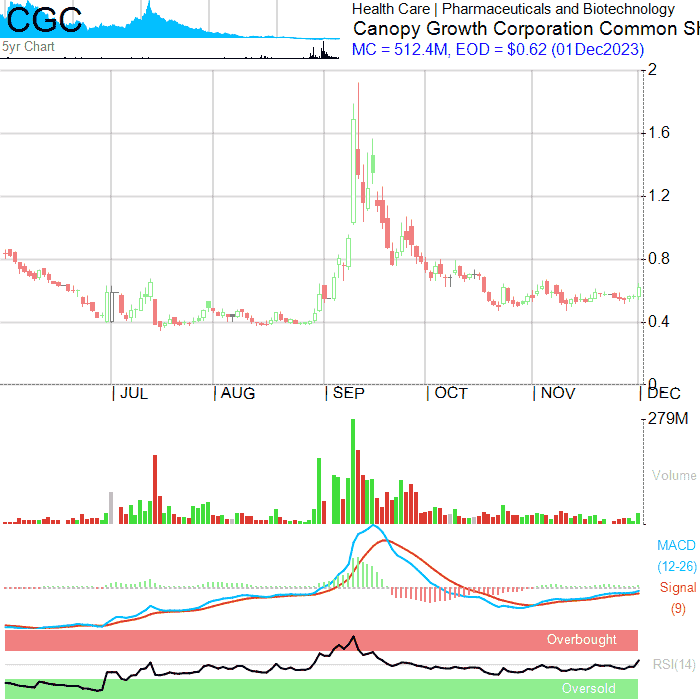 CGC
5yr Chart
Health Care | Pharmaceuticals and Biotechnology
Canopy Growth Corporation Common Sh
MC = 512.4M, EOD = $0.62 (01Dec2023)
2
1.6
1.2
0.8
0.4
0
| JUL | AUG | SEP | OCT | NOV | DEC
279M
Volume
MACD
(12-26)
Signal
(9)
Overbought
RSI(14)
Oversold